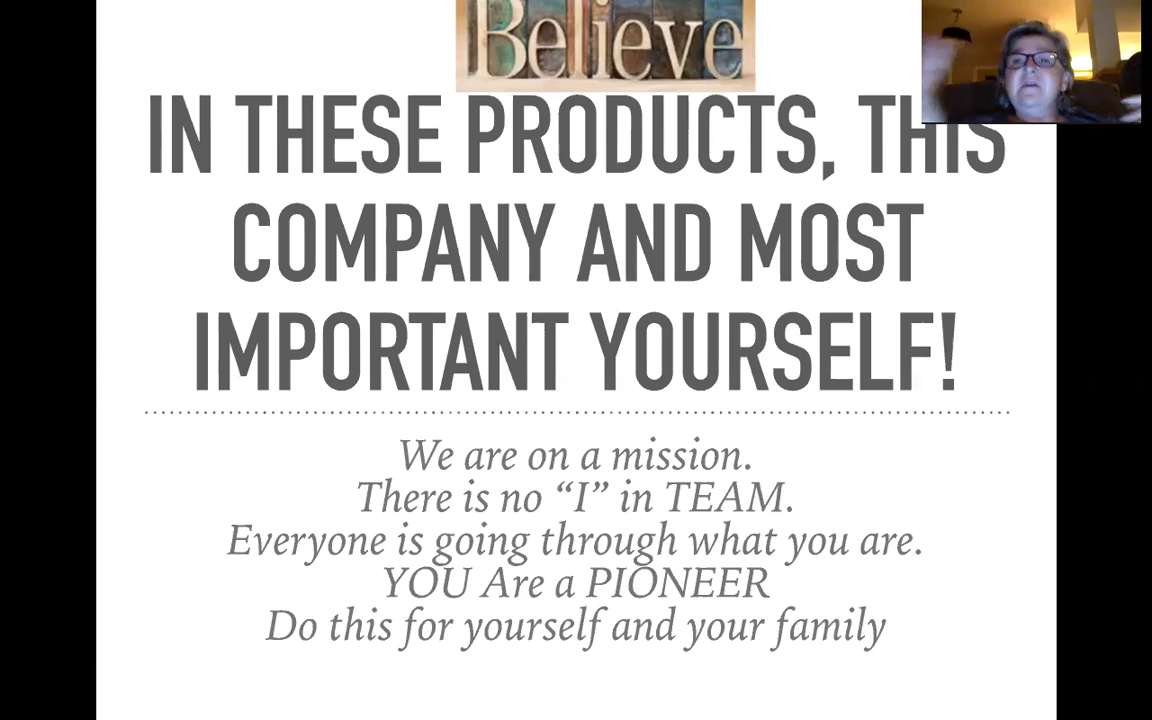 Believe
IN THESE PRODUCTS, THIS
COMPANY AND MOST
IMPORTANT YOURSELF!
We are on a mission.
There is no “I” in TEAM.
Everyone is going through what you are.
YOU Are a PIONEER
Do this for yourself and your family